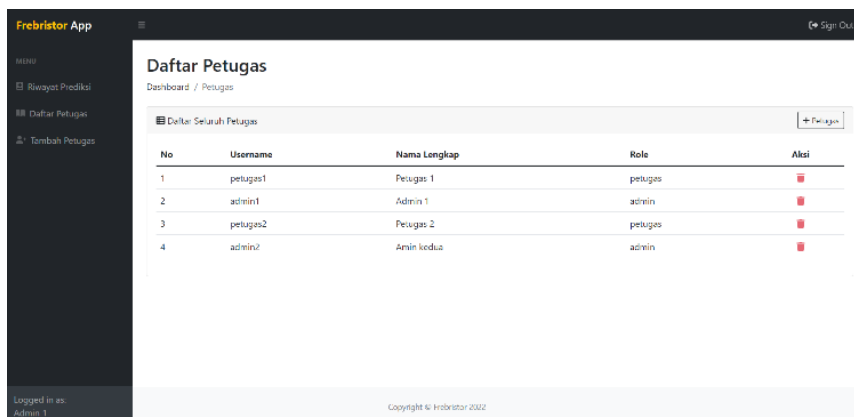 Frebristor App
Sign Out
MENU
Riwayat Prediksi
Daftar Petugas
Tambah Petugas
Daftar Petugas
Dashboard / Petugas
Daftar Seluruh Petugas
+ Petugas
No Username Nama Lengkap Role Aksi
1 petugas1 Petugas 1 petugas
2 admin1 Admin 1 admin
3 petugas2 Petugas 2 petugas
4 admin2 Amin kedua admin
Logged in as:
Admin 1
Copyright © Frebristor 2022